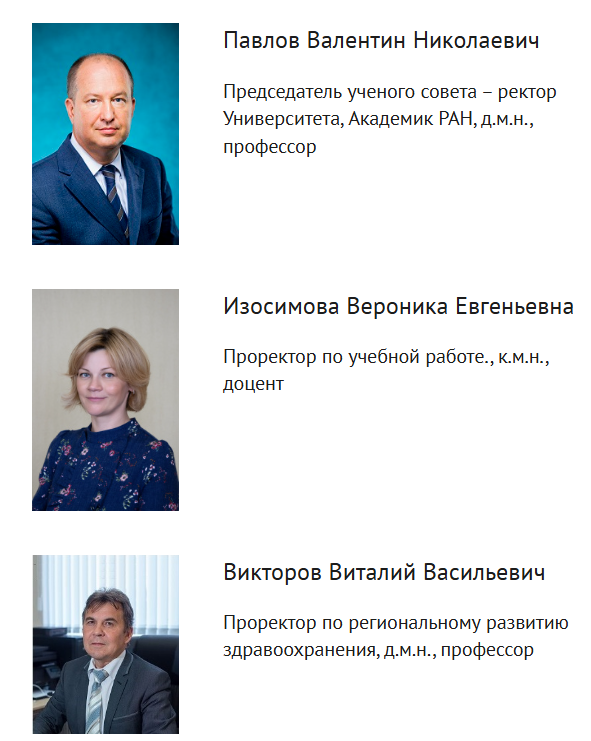 Павлов Валентин Николаевич
Председатель ученого совета – ректор
Университета, Академик РАН, д.м.н.,
профессор
Изосимова Вероника Евгеньевна
Проректор по учебной работе., к.м.н.,
доцент
Викторов Виталий Васильевич
Проректор по региональному развитию
здравоохранения, д.м.н., профессор